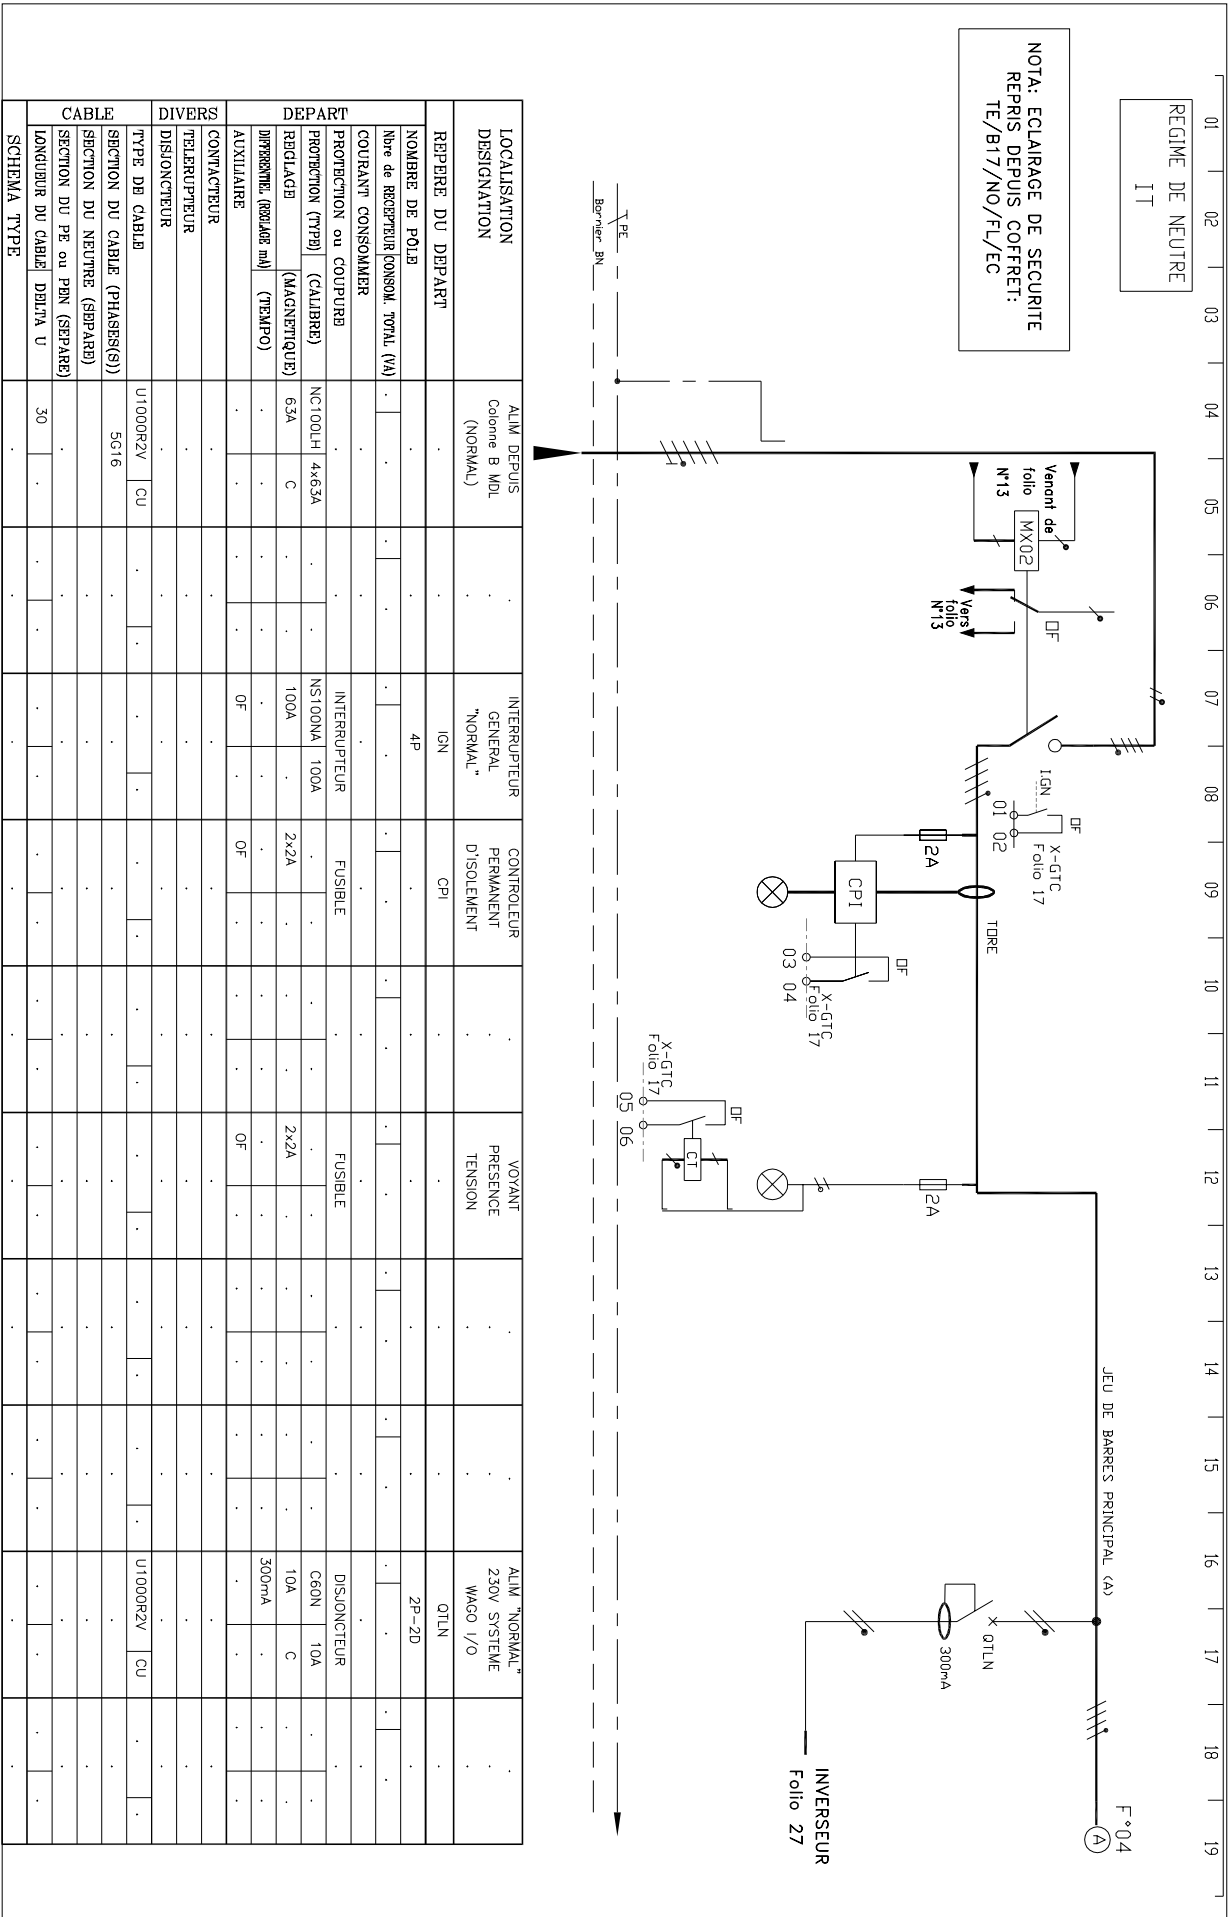 01 02 03 04 05 06 07 08 09 10 11 12 13 14 15 16 17 18 19
REGIME DE NEUTRE
IT
NOTA: ECLAIRAGE DE SECURITE
REPRIS DEPUIS COFFRET:
TE/B17/NO/FL/EC
Venant de
folio
N°13
MX02
Vers
folio
N°13
OF
IGN
OF
01 02
X-GTC
Folio 17
2A
CPI
TORE
OF
03 04
X-GTC
Folio 17
X-GTC
Folio 17
OF
05 06
CT
2A
JEU DE BARRES PRINCIPAL (A)
QTLN
300mA
INVERSEUR
Folio 27
F°04
A
PE
Bornier BN
LOCALISATION
DESIGNATION
ALIM DEPUIS
Colonne B MDL
(NORMAL)
INTERRUPTEUR
GENERAL
"NORMAL"
CONTROLEUR
PERMANENT
D'ISOLEMENT
VOYANT
PRESENCE
TENSION
ALIM "NORMAL"
230V SYSTEME
WAGO I/O
REPERE DU DEPART IGN CPI QTLN
DEPART
NOMBRE DE PÔLE 4P 2P-2D
Nbre de RECEPTEUR CONSOM. TOTAL (VA)
COURANT CONSOMMER
PROTECTION ou COUPURE INTERRUPTEUR FUSIBLE FUSIBLE DISJONCTEUR
PROTECTION (TYPE) (CALIBRE) NC100LH 4x63A NS100NA 100A C60N 10A
REGLAGE (MAGNETIQUE) 63A C 100A 2x2A 2x2A 10A C
DIFFERENTIEL (REGLAGE mA) (TEMPO) 300mA
AUXILIAIRE OF OF OF
DIVERS
CONTACTEUR
TELERUPTEUR
DISJONCTEUR
CABLE
TYPE DE CABLE U1000R2V CU U1000R2V CU
SECTION DU CABLE (PHASES(S)) 5G16
SECTION DU NEUTRE (SEPARE)
SECTION DU PE ou PEN (SEPARE)
LONGUEUR DU CABLE DELTA U 30
SCHEMA TYPE